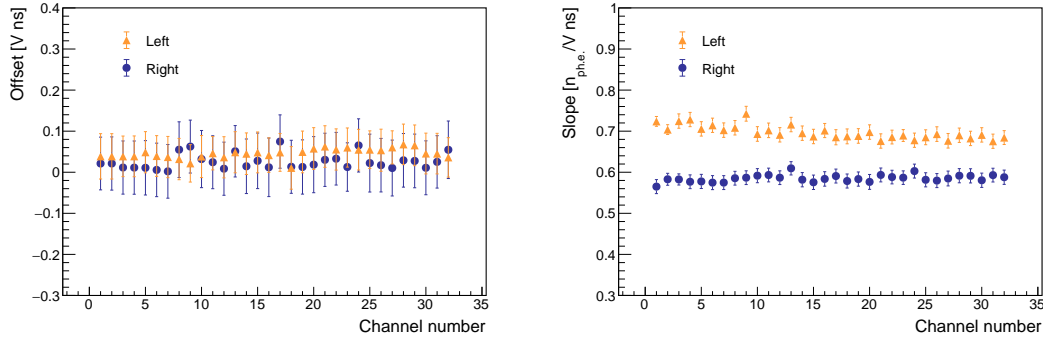 Offset [V ns]
0.4
0.3
0.2
0.1
0
−0.1
−0.2
−0.3
Left
Right
0 5 10 15 20 25 30 35
Channel number
Slope [n_ph.e./V ns]
1
0.9
0.8
0.7
0.6
0.5
0.4
0.3
Left
Right
0 5 10 15 20 25 30 35
Channel number